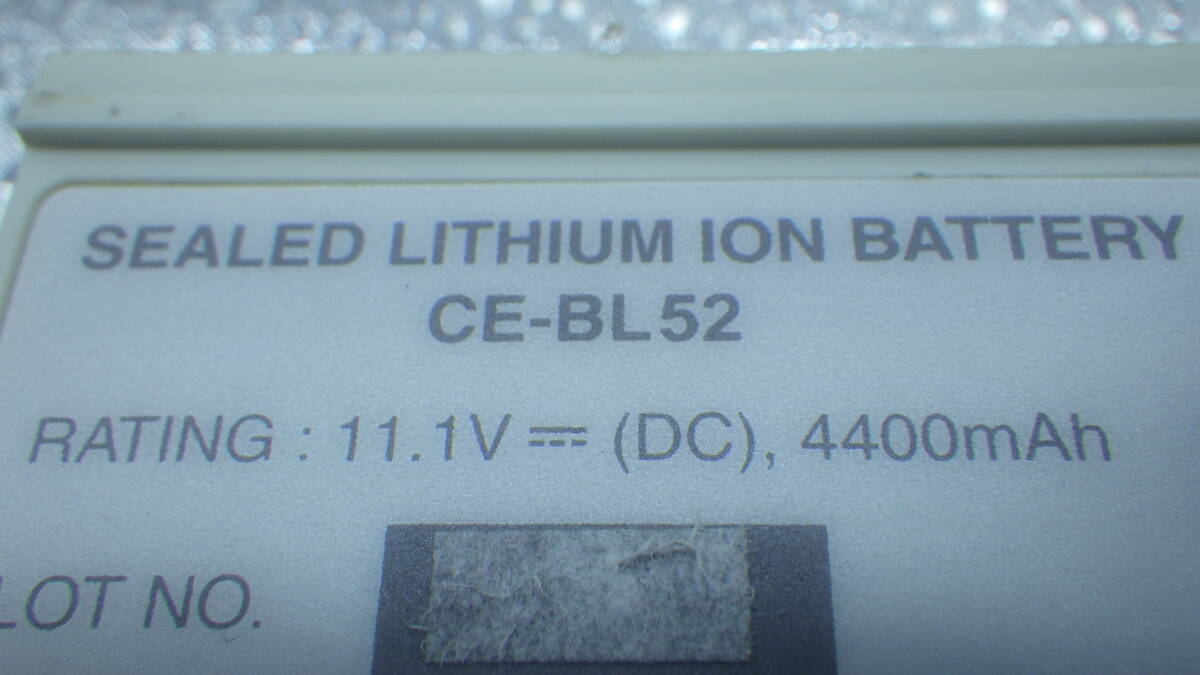 SEALED LITHIUM ION BATTERY
CE-BL52
RATING : 11.1V ⎓ (DC), 4400mAh
LOT NO.